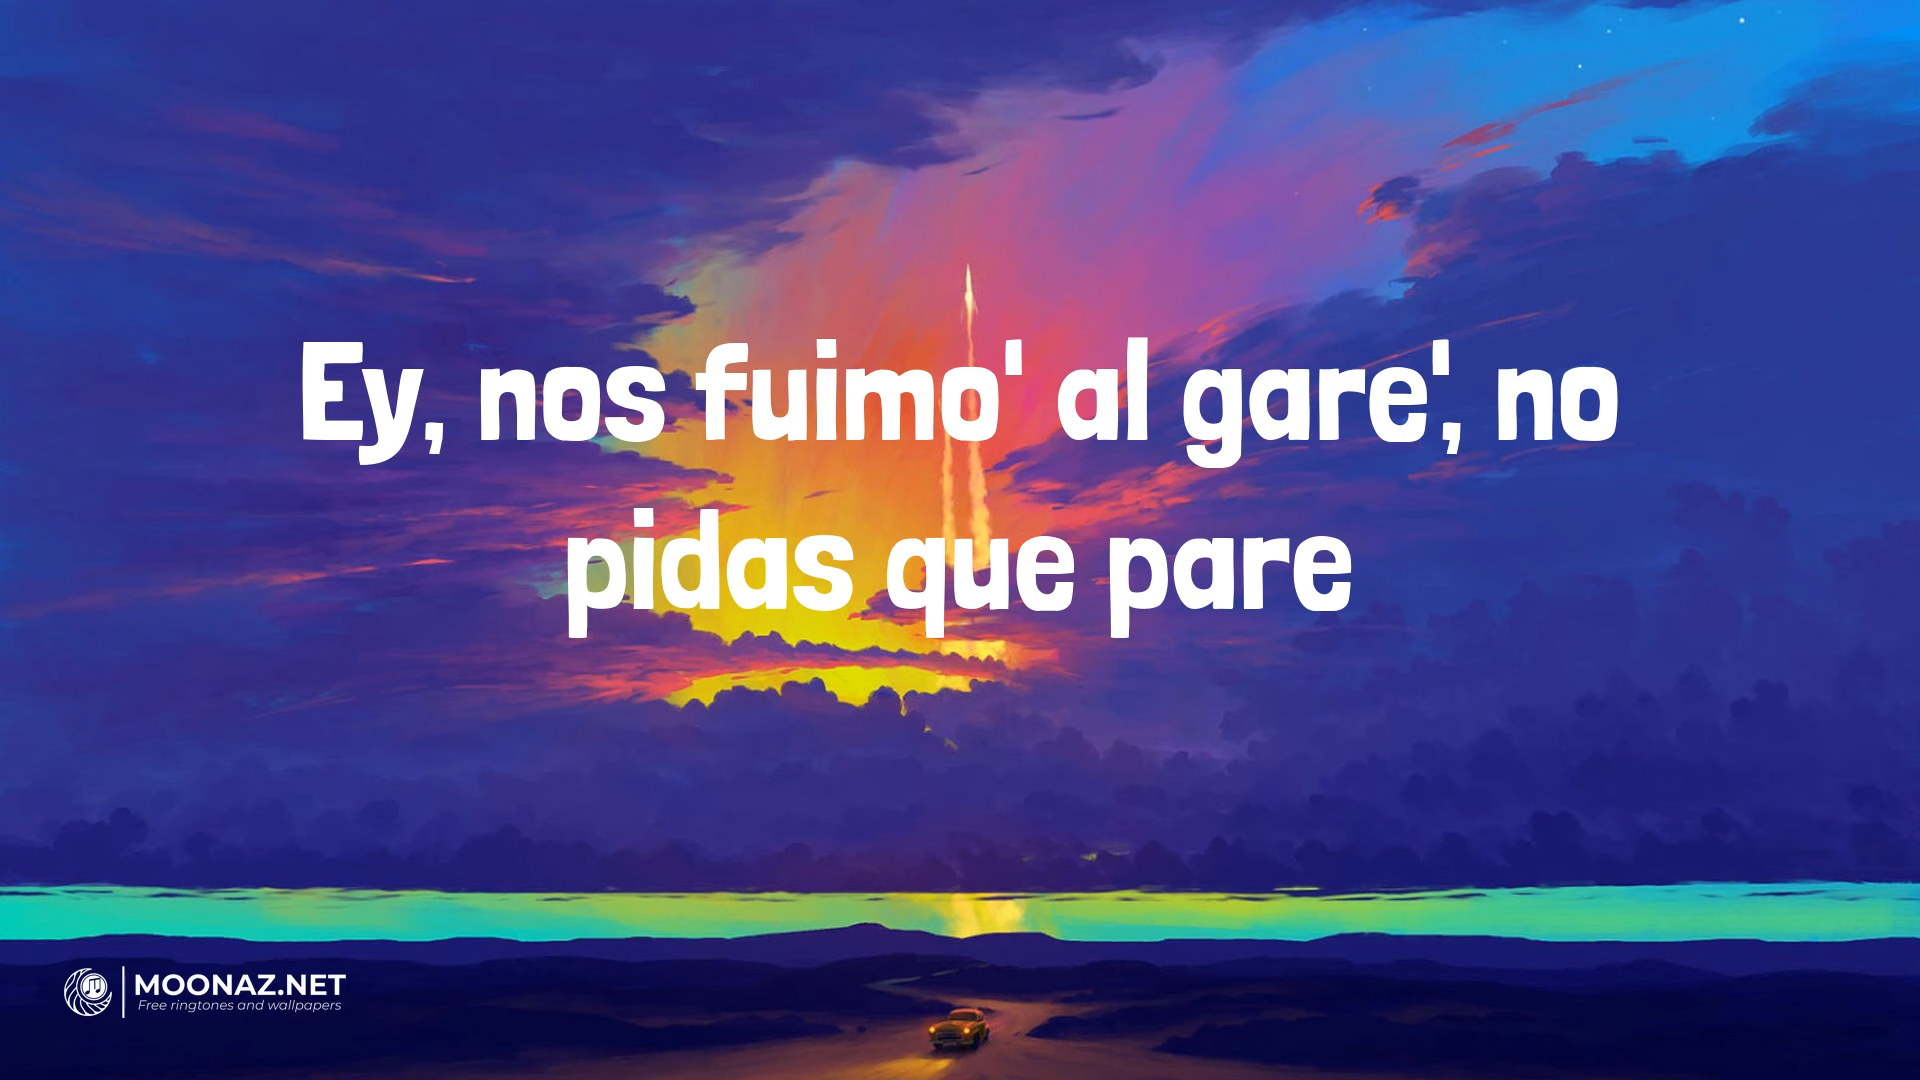 Ey, nos fuimo' al gare', no
pidas que pare
MOONAZ.NET
Free ringtones and wallpapers